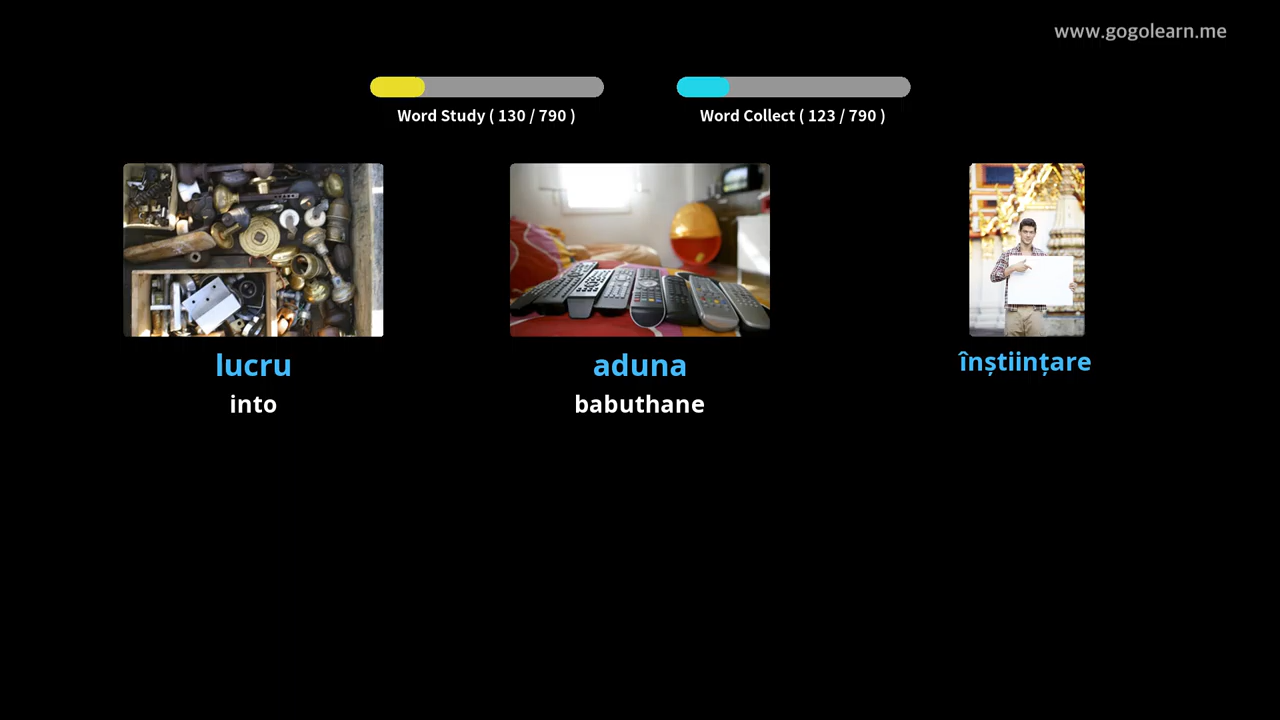 www.gogolearn.me
Word Study ( 130 / 790 )
Word Collect ( 123 / 790 )
lucru
into
aduna
babuthane
înștiințare